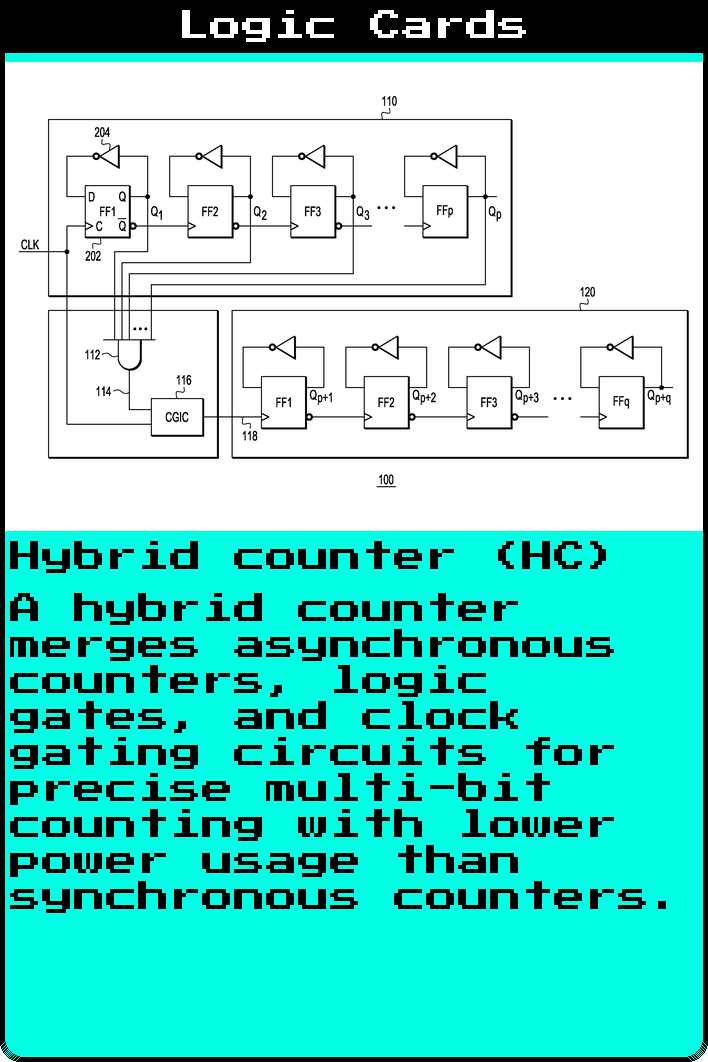 Logic Cards
110
204
D Q
FF1
C Q̅
Q1
FF2
Q2
FF3
Q3
...
FFp
Qp
CLK
202
120
...
112
114
116
CGIC
118
FF1
Qp+1
FF2
Qp+2
FF3
Qp+3
...
FFq
Qp+q
100
Hybrid counter (HC)
A hybrid counter
merges asynchronous
counters, logic
gates, and clock
gating circuits for
precise multi-bit
counting with lower
power usage than
synchronous counters.